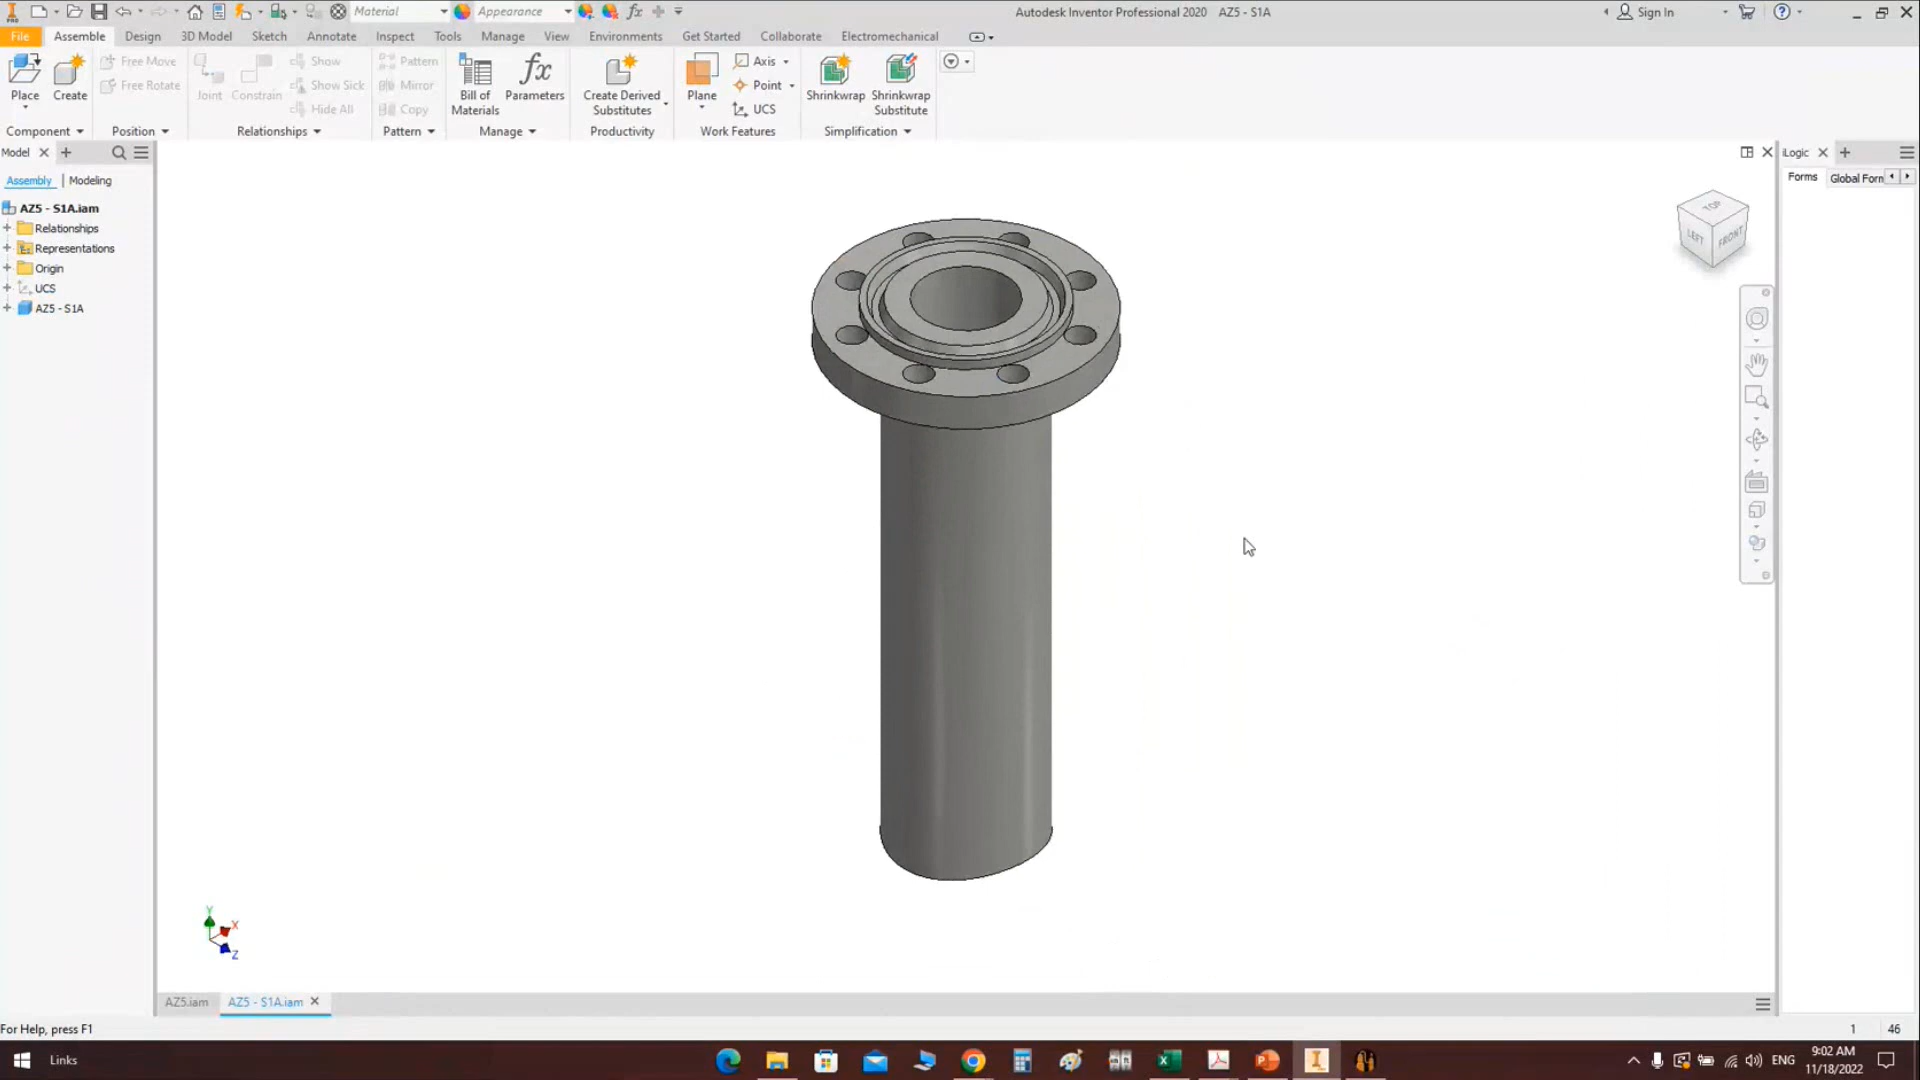 Material
Appearance
Autodesk Inventor Professional 2020 AZ5 - S1A
Sign In
File Assemble Design 3D Model Sketch Annotate Inspect Tools Manage View Environments Get Started Collaborate Electromechanical
Place
Create
Free Move
Free Rotate
Joint
Constrain
Show
Show Sick
Hide All
Pattern
Mirror
Copy
Bill of
Materials
fx
Parameters
Create Derived
Substitutes
Plane
Axis
Point
UCS
Shrinkwrap
Shrinkwrap
Substitute
Component Position Relationships Pattern Manage Productivity Work Features Simplification
Model
iLogic
Assembly | Modeling
Forms Global Forn
AZ5 - S1A.iam
Relationships
Representations
Origin
UCS
AZ5 - S1A
TOP
LEFT
FRONT
Y
X
Z
AZ5.iam AZ5 - S1A.iam
For Help, press F1
1 46
Links
ENG
9:02 AM
11/18/2022